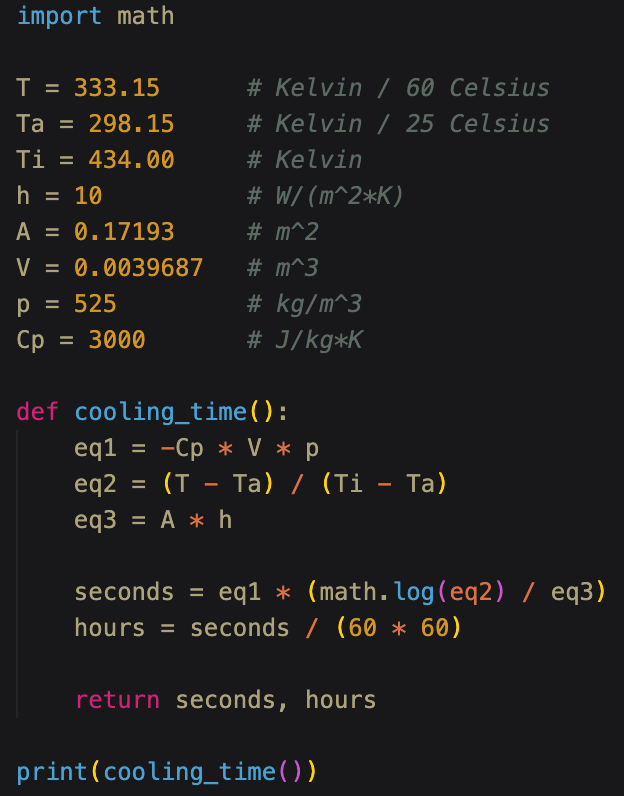 import math
T = 333.15      # Kelvin / 60 Celsius
Ta = 298.15     # Kelvin / 25 Celsius
Ti = 434.00     # Kelvin
h = 10          # W/(m^2*K)
A = 0.17193     # m^2
V = 0.0039687   # m^3
p = 525         # kg/m^3
Cp = 3000       # J/kg*K
def cooling_time():
    eq1 = -Cp * V * p
    eq2 = (T - Ta) / (Ti - Ta)
    eq3 = A * h
    seconds = eq1 * (math.log(eq2) / eq3)
    hours = seconds / (60 * 60)
    return seconds, hours
print(cooling_time())